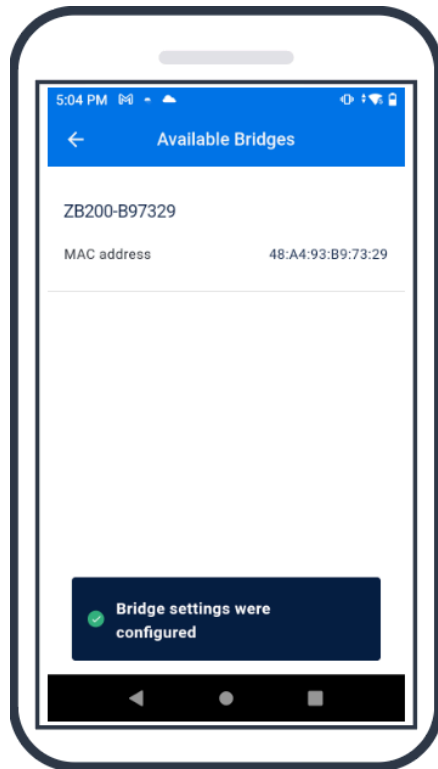 5:04 PM
Available Bridges
ZB200-B97329
MAC address 48:A4:93:B9:73:29
Bridge settings were
configured